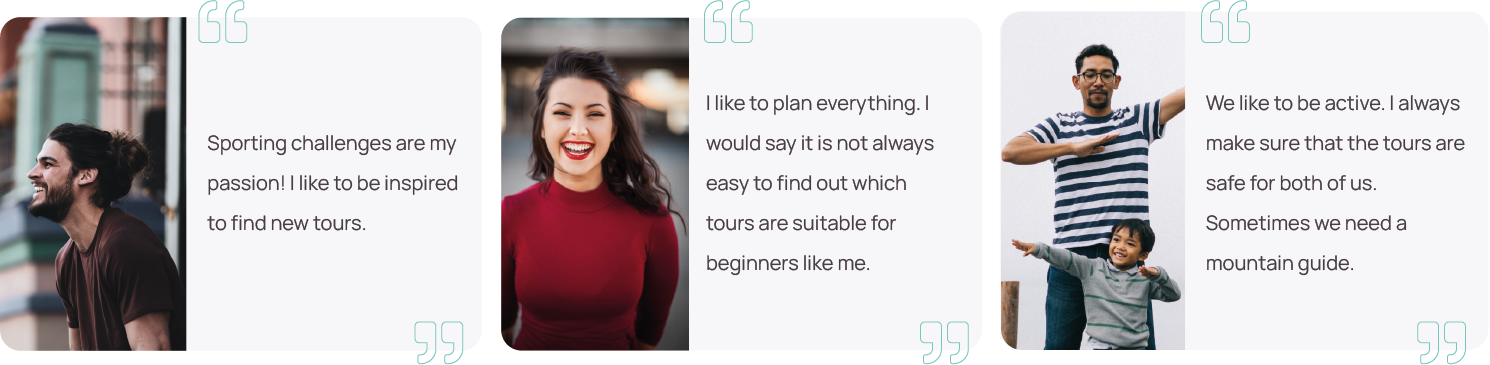 Sporting challenges are my
passion! I like to be inspired
to find new tours.
I like to plan everything. I
would say it is not always
easy to find out which
tours are suitable for
beginners like me.
We like to be active. I always
make sure that the tours are
safe for both of us.
Sometimes we need a
mountain guide.